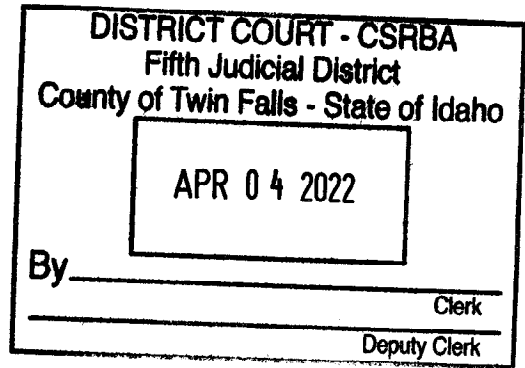 DISTRICT COURT - CSRBA
Fifth Judicial District
County of Twin Falls - State of Idaho
APR 04 2022
By
Clerk
Deputy Clerk